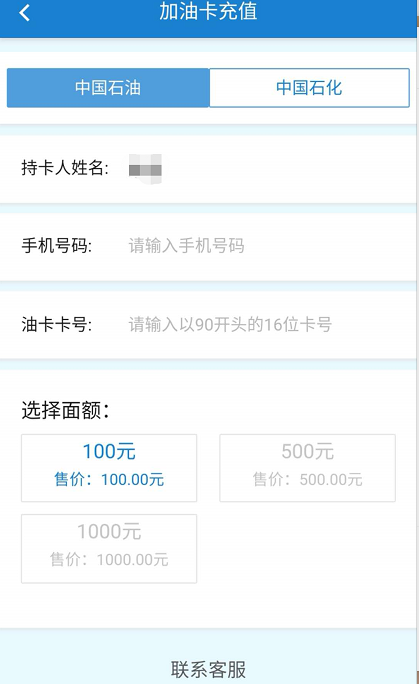 加油卡充值
中国石油
中国石化
持卡人姓名:
手机号码: 请输入手机号码
油卡卡号: 请输入以90开头的16位卡号
选择面额：
100元
售价：100.00元
500元
售价：500.00元
1000元
售价：1000.00元
联系客服